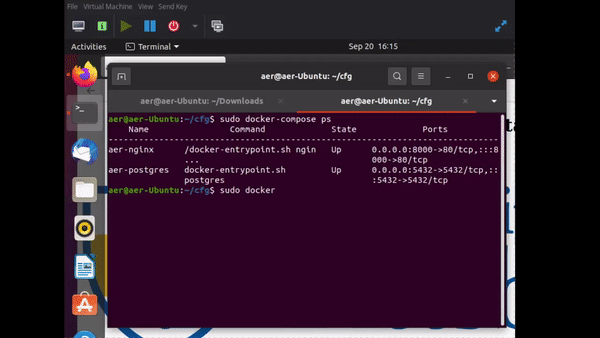 File Virtual Machine View Send Key
Activities Terminal Sep 20 16:15
aer@aer-Ubuntu: ~/cfg
aer@aer-Ubuntu: ~/Downloads aer@aer-Ubuntu: ~/cfg
aer@aer-Ubuntu:~/cfg$ sudo docker-compose ps
Name Command State Ports
--------------------------------------------------------------------------
aer-nginx /docker-entrypoint.sh ngin Up 0.0.0.0:8000->80/tcp,:::8
... 000->80/tcp
aer-postgres docker-entrypoint.sh Up 0.0.0.0:5432->5432/tcp,::
postgres :5432->5432/tcp
aer@aer-Ubuntu:~/cfg$ sudo docker